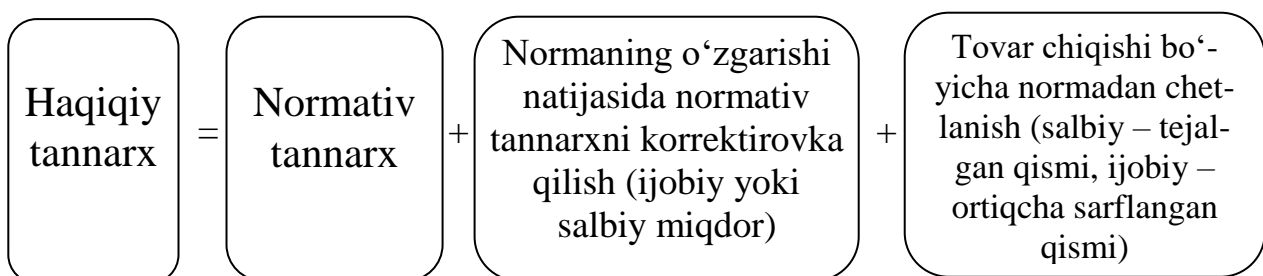 Haqiqiy
tannarx
=
Normativ
tannarx
+
Normaning o‘zgarishi
natijasida normativ
tannarxni korrektirovka
qilish (ijobiy yoki
salbiy miqdor)
+
Tovar chiqishi bo‘-
yicha normadan chet-
lanish (salbiy – tejal-
gan qismi, ijobiy –
ortiqcha sarflangan
qismi)